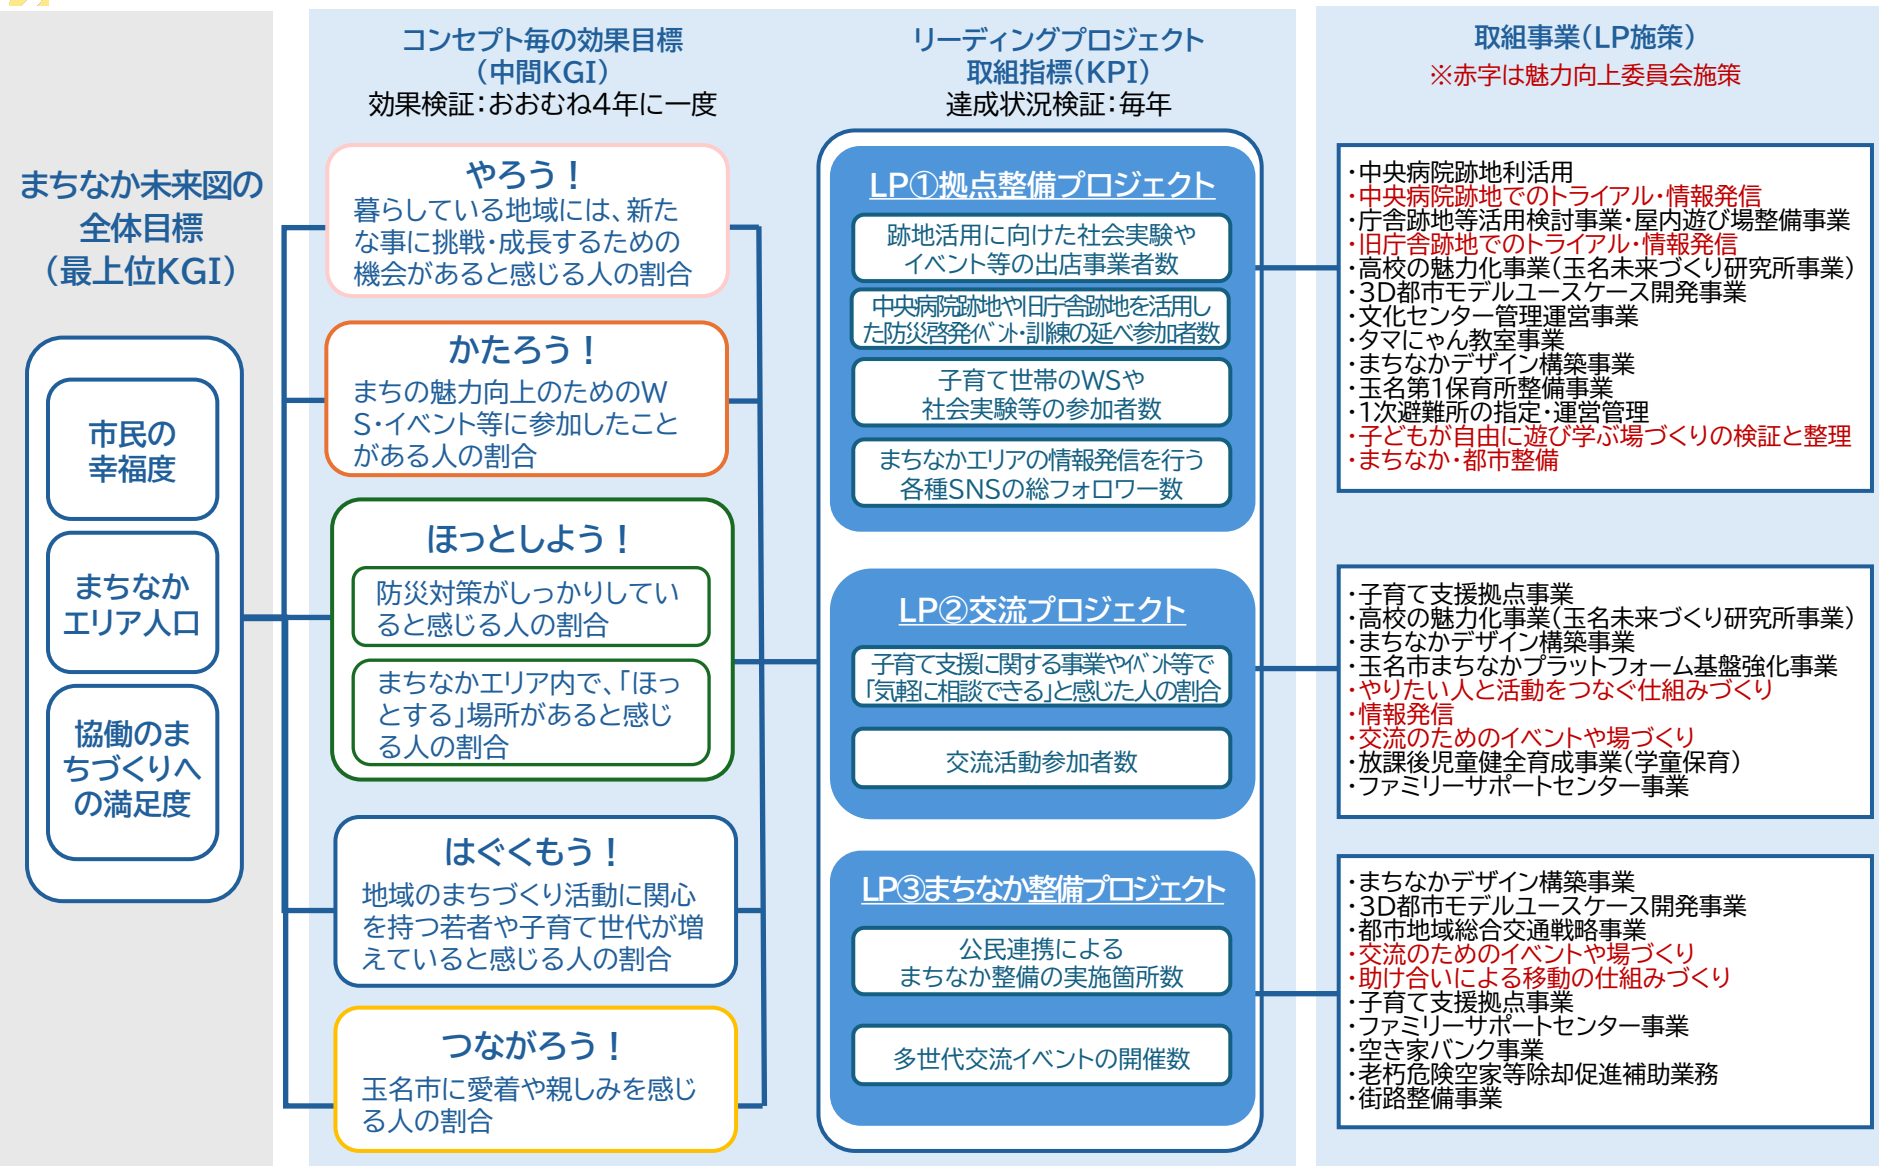 まちなか未来図の
全体目標
（最上位KGI）
市民の
幸福度
まちなか
エリア人口
協働のま
ちづくりへ
の満足度
コンセプト毎の効果目標
（中間KGI）
効果検証：おおむね4年に一度
やろう！
暮らしている地域には、新た
な事に挑戦・成長するための
機会があると感じる人の割合
かたろう！
まちの魅力向上のためのW
S・イベント等に参加したこと
がある人の割合
ほっとしよう！
防災対策がしっかりしてい
ると感じる人の割合
まちなかエリア内で、「ほっ
とする」場所があると感じ
る人の割合
はぐくもう！
地域のまちづくり活動に関心
を持つ若者や子育て世代が増
えていると感じる人の割合
つながろう！
玉名市に愛着や親しみを感じ
る人の割合
リーディングプロジェクト
取組指標（KPI）
達成状況検証：毎年
LP①拠点整備プロジェクト
跡地活用に向けた社会実験や
イベント等の出店事業者数
中央病院跡地や旧庁舎跡地を活用し
た防災啓発イベント・訓練の延べ参加者数
子育て世帯のWSや
社会実験等の参加者数
まちなかエリアの情報発信を行う
各種SNSの総フォロワー数
LP②交流プロジェクト
子育て支援に関する事業やイベント等で
「気軽に相談できる」と感じた人の割合
交流活動参加者数
LP③まちなか整備プロジェクト
公民連携による
まちなか整備の実施箇所数
多世代交流イベントの開催数
取組事業（LP施策）
※赤字は魅力向上委員会施策
・中央病院跡地利活用
・中央病院跡地でのトライアル・情報発信
・庁舎跡地等活用検討事業・屋内遊び場整備事業
・旧庁舎跡地でのトライアル・情報発信
・高校の魅力化事業（玉名未来づくり研究所事業）
・3D都市モデルユースケース開発事業
・文化センター管理運営事業
・タマにゃん教室事業
・まちなかデザイン構築事業
・玉名第1保育所整備事業
・1次避難所の指定・運営管理
・子どもが自由に遊び学ぶ場づくりの検証と整理
・まちなか・都市整備
・子育て支援拠点事業
・高校の魅力化事業（玉名未来づくり研究所事業）
・まちなかデザイン構築事業
・玉名市まちなかプラットフォーム基盤強化事業
・やりたい人と活動をつなぐ仕組みづくり
・情報発信
・交流のためのイベントや場づくり
・放課後児童健全育成事業（学童保育）
・ファミリーサポートセンター事業
・まちなかデザイン構築事業
・3D都市モデルユースケース開発事業
・都市地域総合交通戦略事業
・交流のためのイベントや場づくり
・助け合いによる移動の仕組みづくり
・子育て支援拠点事業
・ファミリーサポートセンター事業
・空き家バンク事業
・老朽危険空家等除却促進補助業務
・街路整備事業